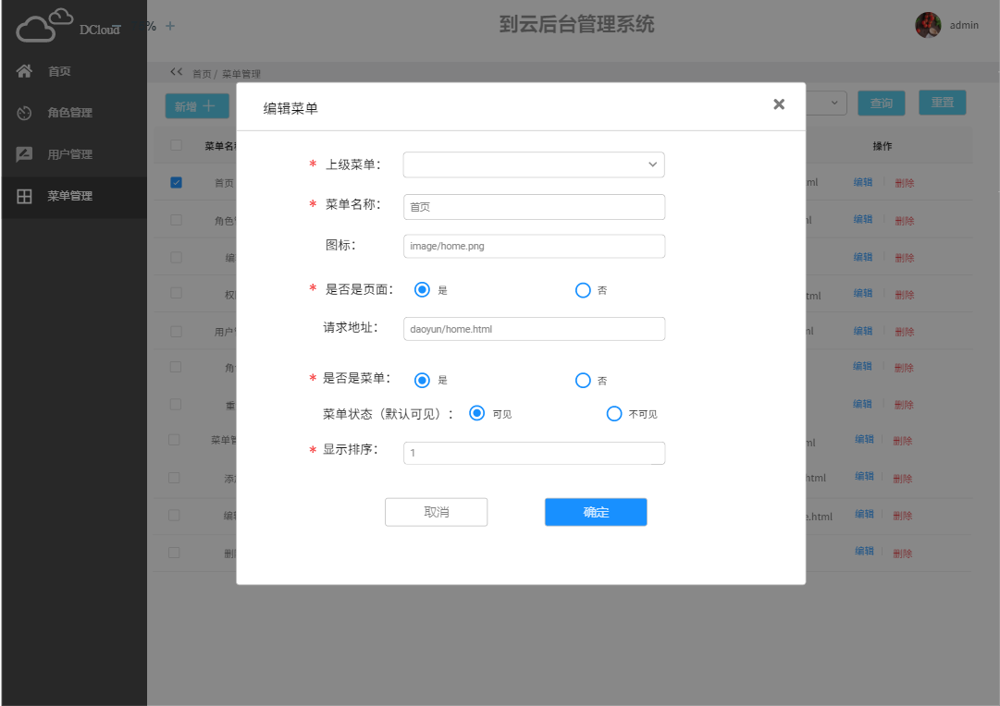 DCloud
% +
到云后台管理系统
admin
首页
角色管理
用户管理
菜单管理
首页 / 菜单管理
新增
查询
重置
菜单名
操作
首页
ml
编辑
删除
角色
编辑
删除
编
编辑
删除
权
tml
编辑
删除
用户
编辑
删除
角
编辑
删除
重
编辑
删除
菜单
ml
编辑
删除
添
html
编辑
删除
编
e.html
编辑
删除
删
编辑
删除
编辑菜单
* 上级菜单：
* 菜单名称： 首页
图标： image/home.png
* 是否是页面： 是 否
请求地址： daoyun/home.html
* 是否是菜单： 是 否
菜单状态（默认可见）： 可见 不可见
* 显示排序： 1
取消 确定